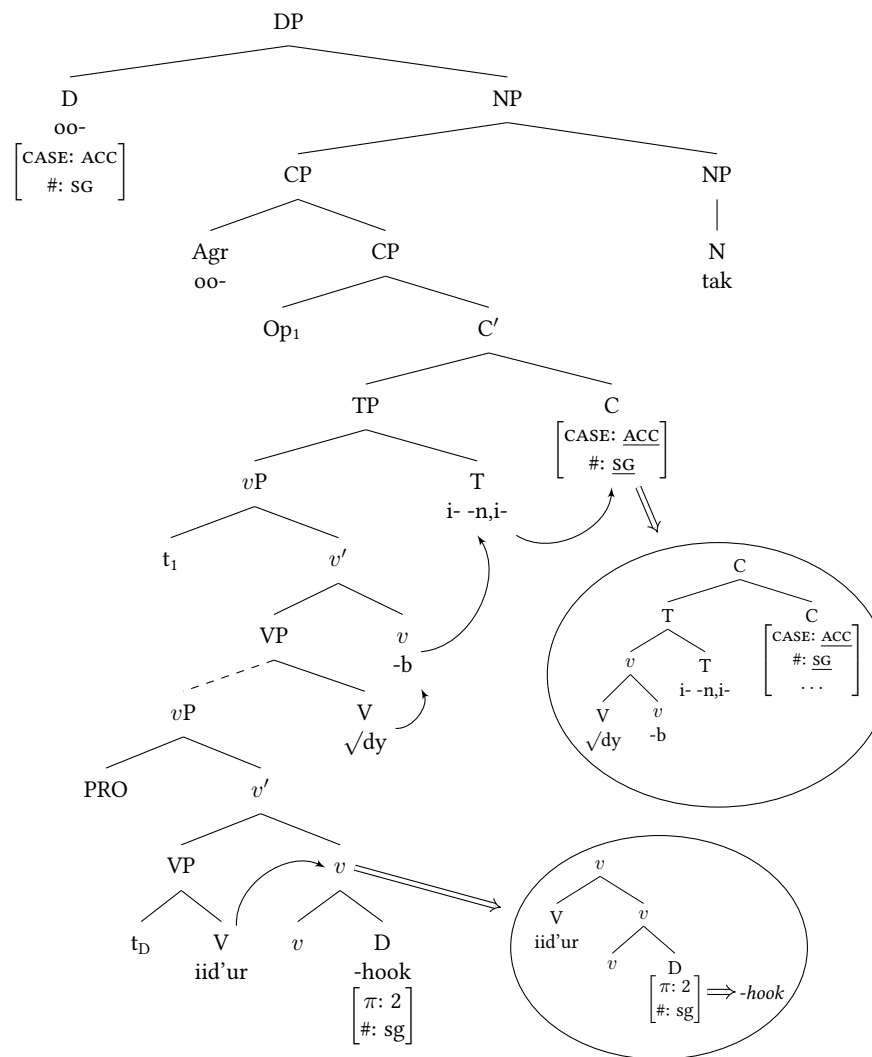 DP
D NP
oo-
[CASE: ACC
#: SG]
CP NP
Agr CP N
oo- tak
Op₁ C′
TP C
[CASE: ACC
#: SG]
vP T
i- -n,i-
t₁ v′
VP v
-b
vP V
√dy
PRO v′
VP v
t_D V v D
iid'ur -hook
[π: 2
#: sg]
C
T C
[CASE: ACC
#: SG
. . .]
v T
i- -n,i-
V v
√dy -b
v
V v
iid'ur
v D
[π: 2
#: sg] ⇒ -hook